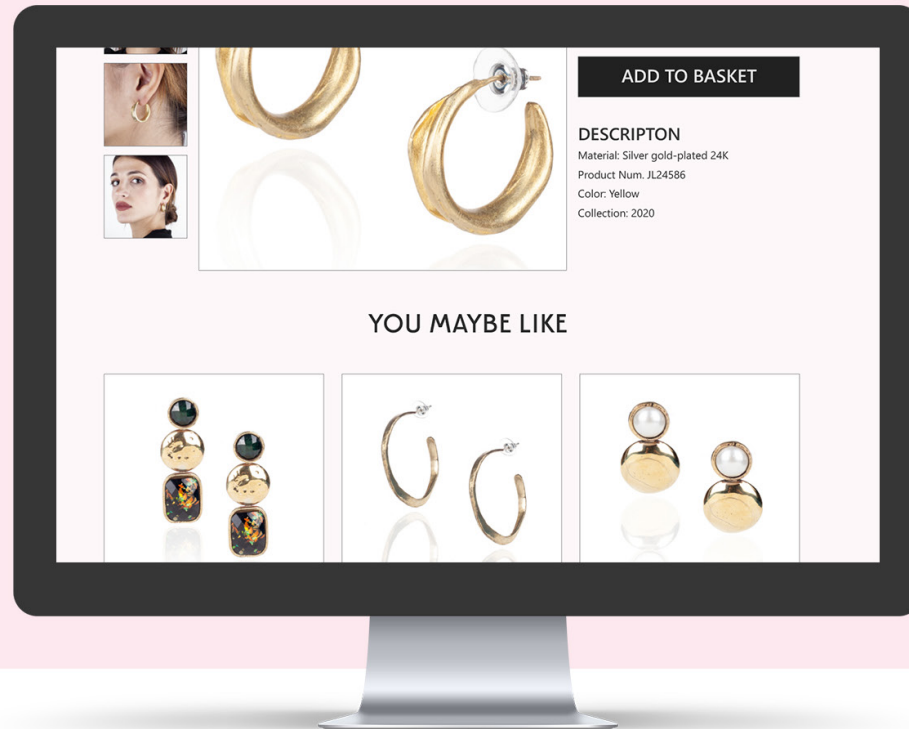 ADD TO BASKET
DESCRIPTON
Material: Silver gold-plated 24K
Product Num. JL24586
Color: Yellow
Collection: 2020
YOU MAYBE LIKE